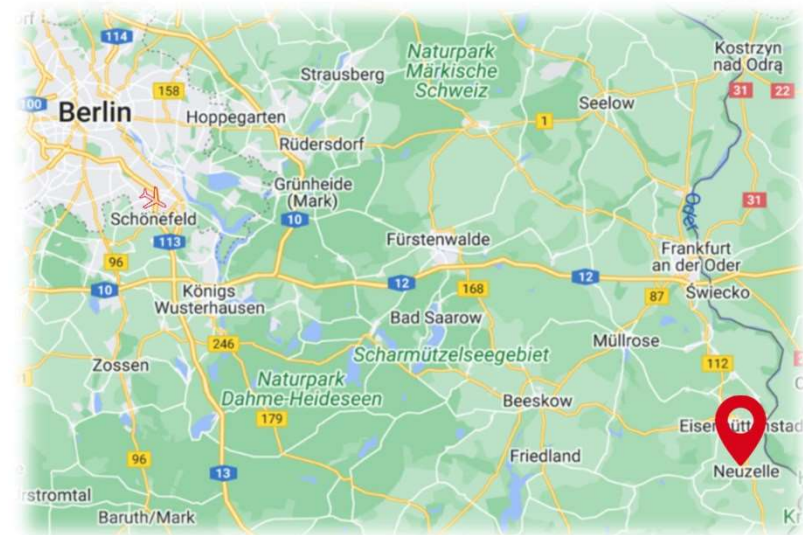 114
Naturpark
Märkische
Schweiz
Kostrzyn
nad Odrą
Strausberg
158
31
22
100
Berlin
Hoppegarten
Seelow
1
Rüdersdorf
Grünheide
(Mark)
31
Schönefeld
10
Oder
113
Fürstenwalde
Frankfurt
an der Oder
96
12
12
10
Königs
Wusterhausen
168
87
Świecko
Bad Saarow
246
Müllrose
Scharmützelseegebiet
Zossen
112
Naturpark
Dahme-Heideseen
Beeskow
179
96
13
Friedland
Neuzelle
Baruth/Mark